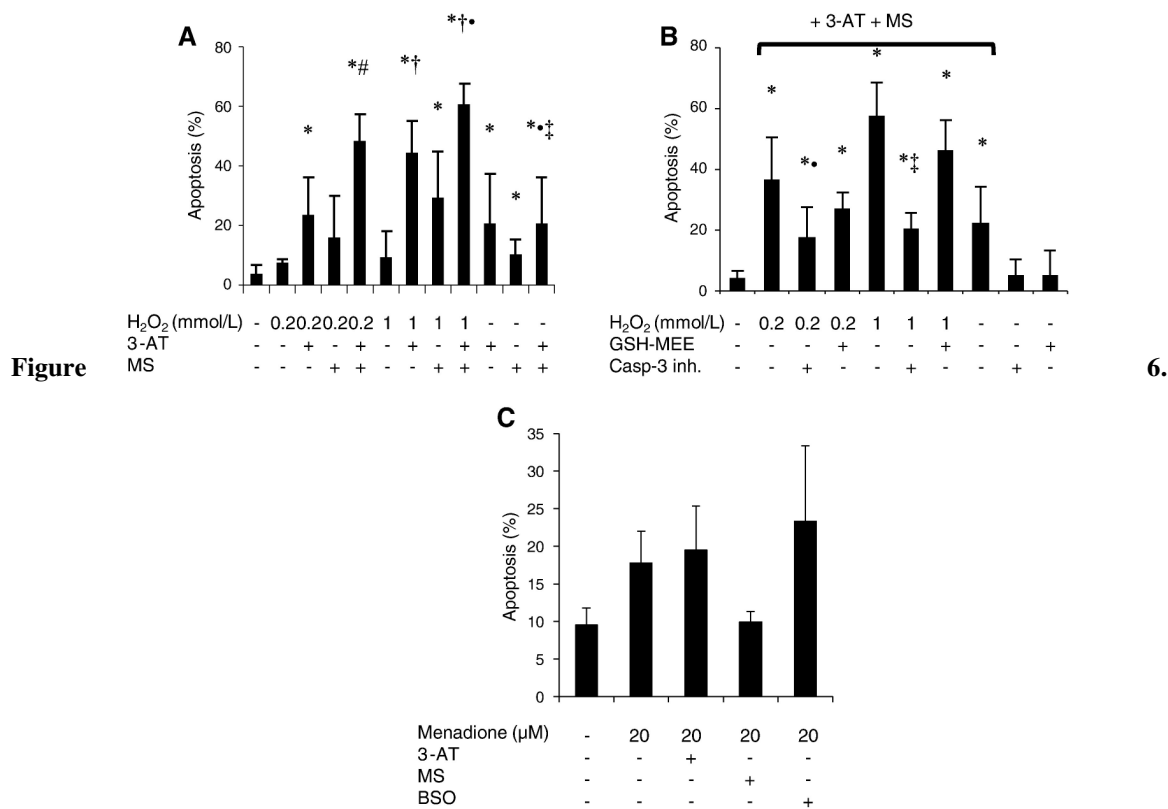 + 3-AT + MS
A
B
Apoptosis (%)
80
60
40
20
0
* *# *† * *†• * * *•‡
H₂O₂ (mmol/L) - 0.2 0.2 0.2 0.2 1 1 1 1 - - -
3-AT - - + - + - + - + + - +
MS - - - + + - - + + - + +
Apoptosis (%)
80
60
40
20
0
* *• * * *‡ * *
H₂O₂ (mmol/L) - 0.2 0.2 0.2 1 1 1 - - -
GSH-MEE - - - + - - + - - +
Casp-3 inh. - - + - - + - - + -
Figure 6.
C
Apoptosis (%)
35
30
25
20
15
10
5
0
Menadione (µM) - 20 20 20 20
3-AT - - + - -
MS - - - + -
BSO - - - - +